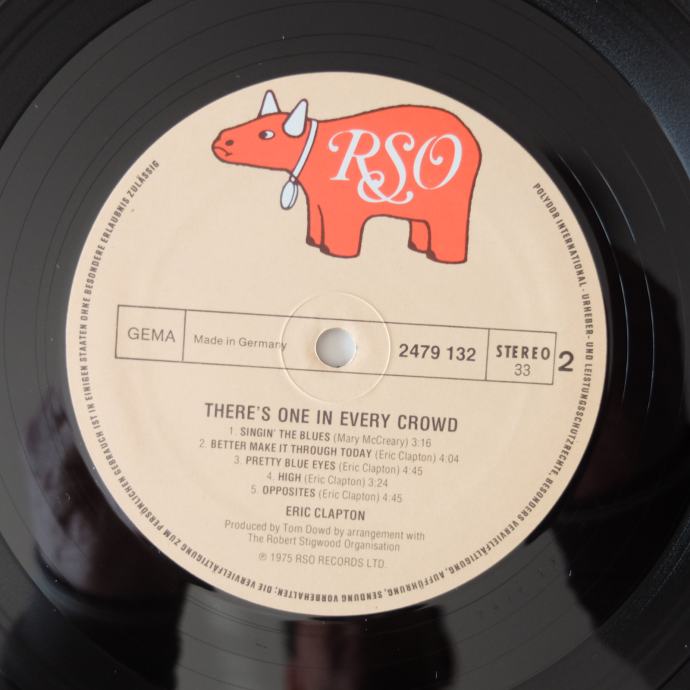 RSO
GEMA
Made in Germany
2479 132
STEREO
33
2
THERE'S ONE IN EVERY CROWD
1. SINGIN' THE BLUES (Mary McCreary) 3:16
2. BETTER MAKE IT THROUGH TODAY (Eric Clapton) 4:04
3. PRETTY BLUE EYES (Eric Clapton) 4:45
4. HIGH (Eric Clapton) 3:24
5. OPPOSITES (Eric Clapton) 4:45
ERIC CLAPTON
Produced by Tom Dowd by arrangement with
The Robert Stigwood Organisation
℗ 1975 RSO RECORDS LTD.
POLYDOR INTERNATIONAL · URHEBER- UND LEISTUNGSSCHUTZRECHTE, BESONDERS VERVIELFÄLTIGUNG, AUFFÜHRUNG, SENDUNG VORBEHALTEN; DIE VERVIELFÄLTIGUNG ZUM PERSÖNLICHEN GEBRAUCH IST IN EINIGEN STAATEN OHNE BESONDERE ERLAUBNIS ZULÄSSIG